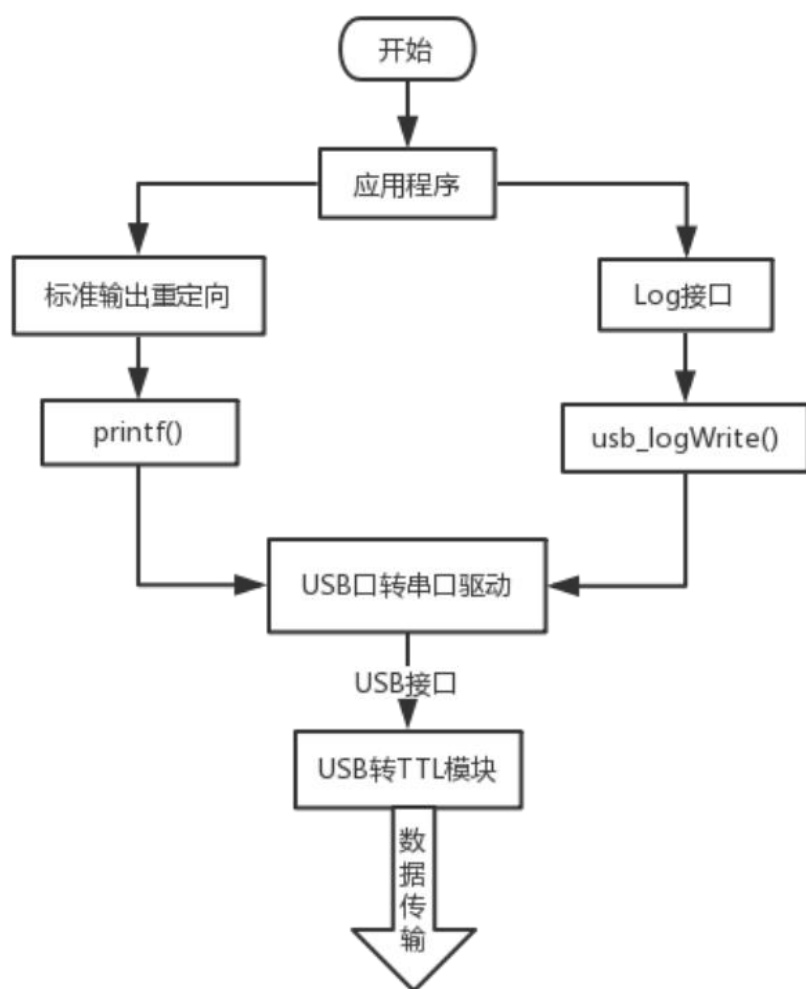 开始
应用程序
标准输出重定向
Log接口
printf()
usb_logWrite()
USB口转串口驱动
USB接口
USB转TTL模块
数
据
传
输